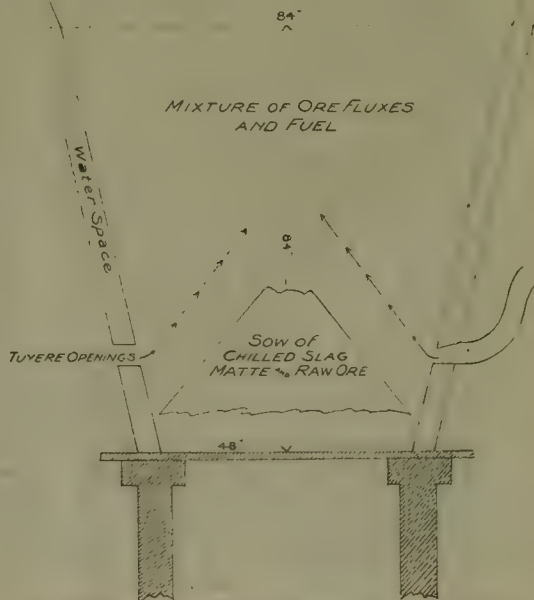 84"
MIXTURE OF ORE FLUXES
AND FUEL
Water Space
84"
TUYERE OPENINGS
SOW OF
CHILLED SLAG
MATTE AND RAW ORE
48"